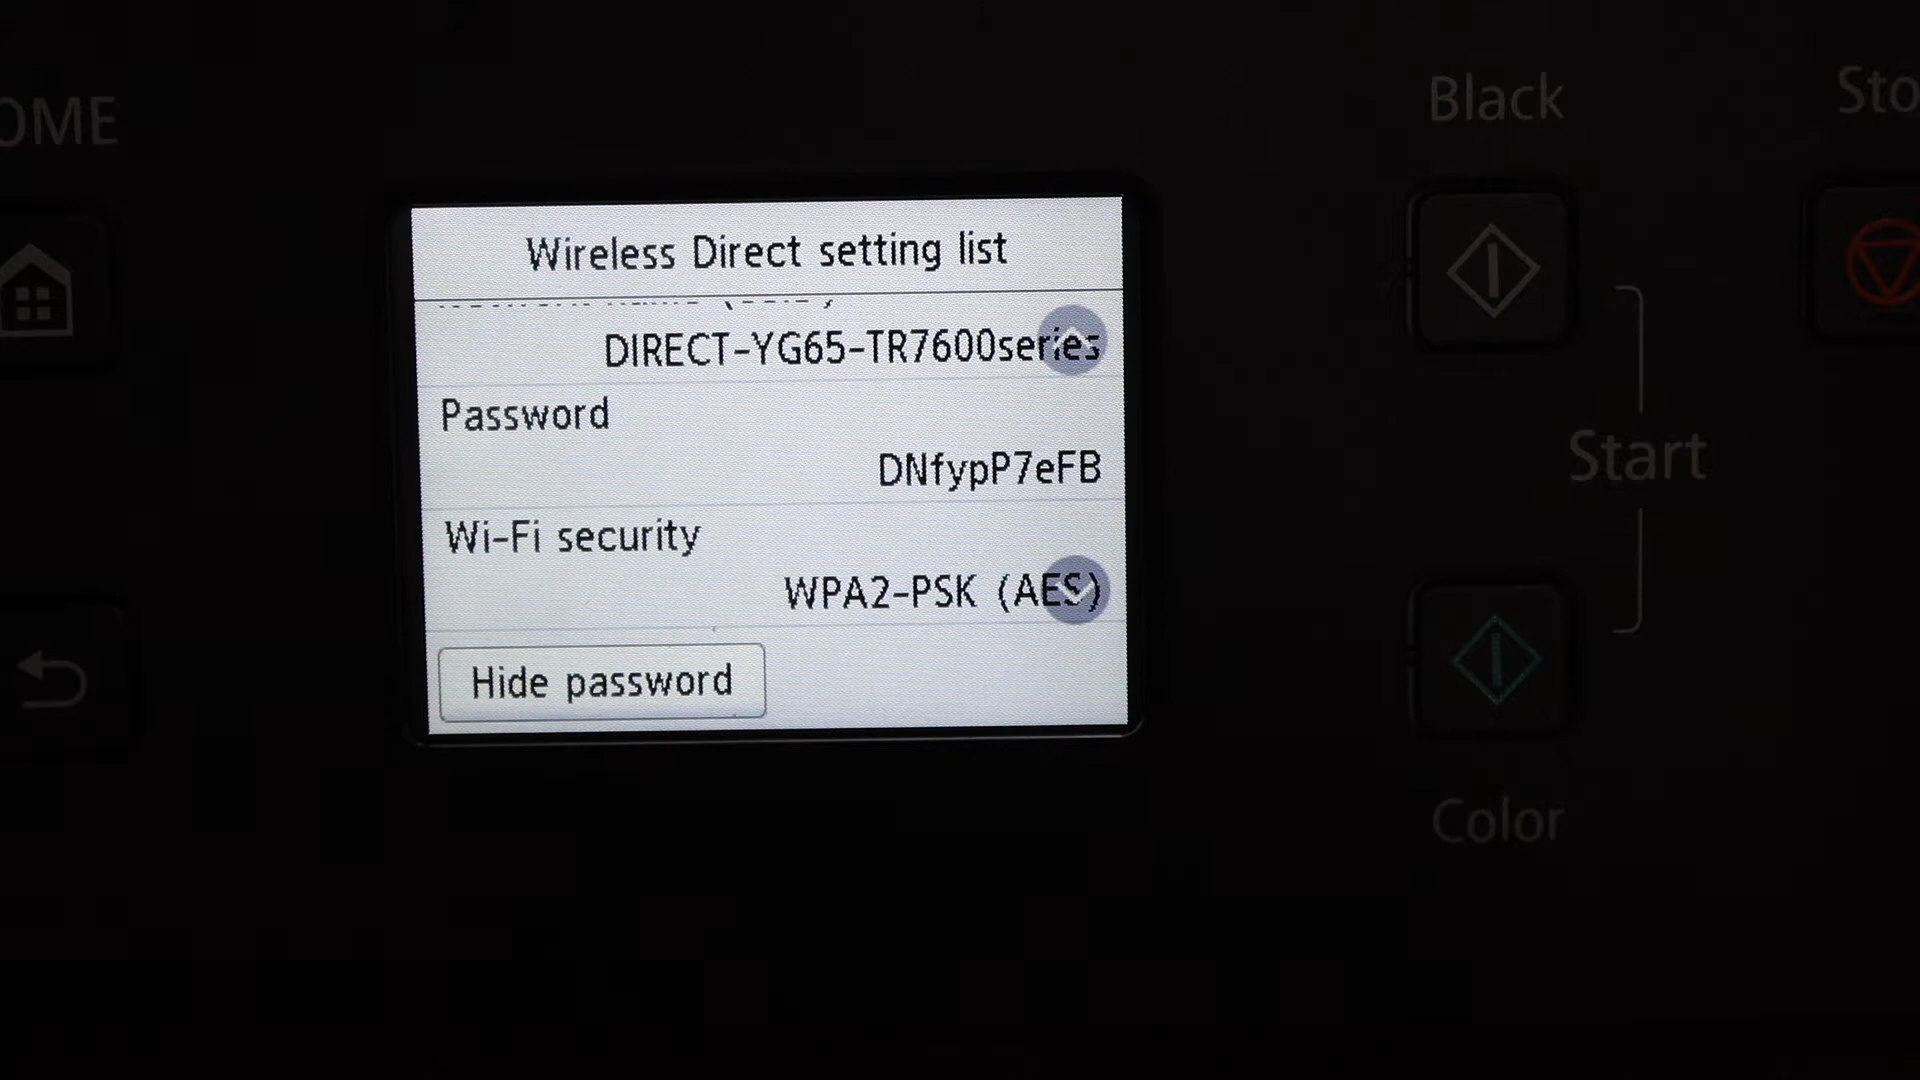 OME
Black
Sto
Wireless Direct setting list
DIRECT-YG65-TR7600series
Password
DNfypP7eFB
Wi-Fi security
WPA2-PSK (AES)
Hide password
Start
Color